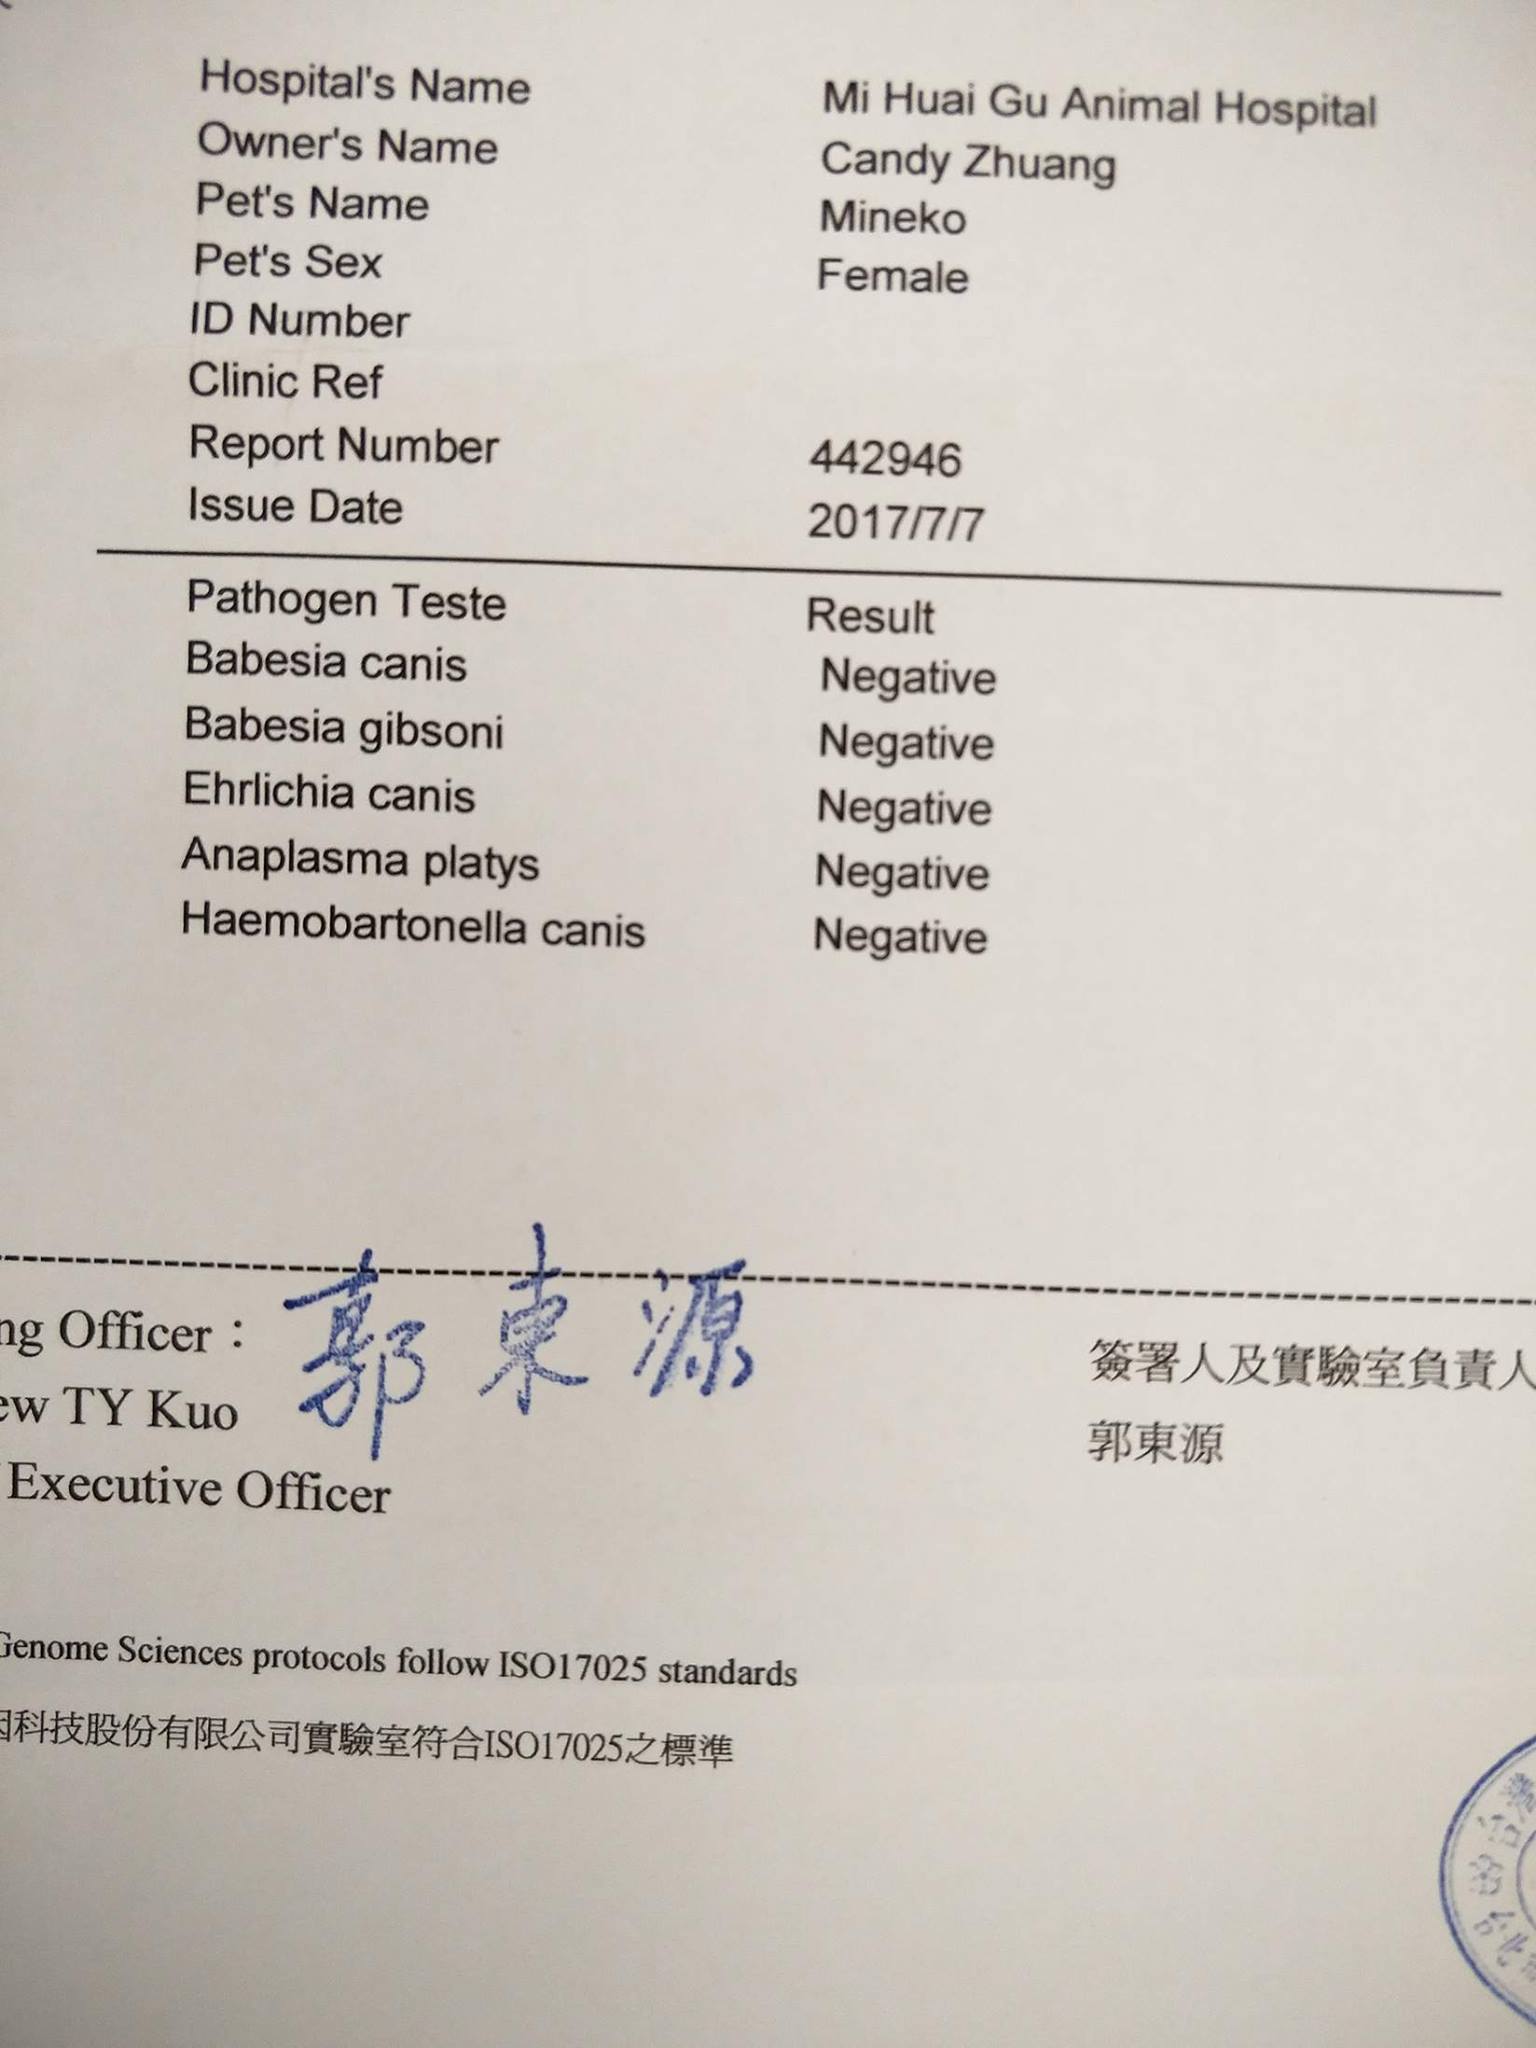 Hospital's Name Mi Huai Gu Animal Hospital
Owner's Name Candy Zhuang
Pet's Name Mineko
Pet's Sex Female
ID Number
Clinic Ref
Report Number 442946
Issue Date 2017/7/7
Pathogen Teste Result
Babesia canis Negative
Babesia gibsoni Negative
Ehrlichia canis Negative
Anaplasma platys Negative
Haemobartonella canis Negative
ng Officer： 郭東源 簽署人及實驗室負責人
ew TY Kuo 郭東源
Executive Officer
Genome Sciences protocols follow ISO17025 standards
因科技股份有限公司實驗室符合ISO17025之標準